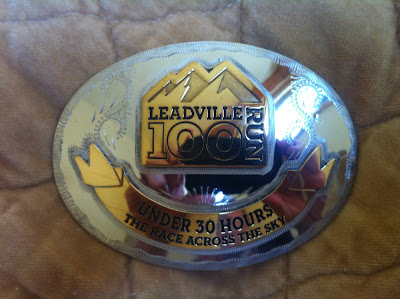 LEADVILLE
100
RUN
UNDER 30 HOURS
THE RACE ACROSS THE SKY